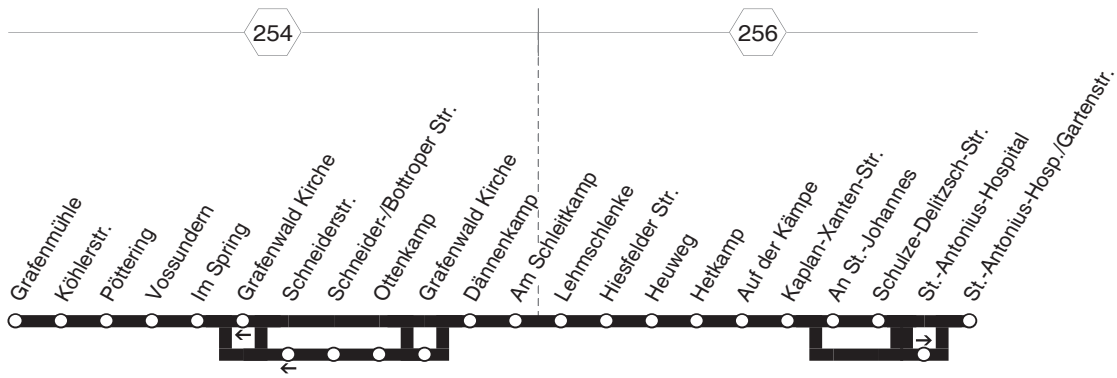 254
256
Grafenmühle
Köhlerstr.
Pöttering
Vossundern
Im Spring
Grafenwald Kirche
Schneiderstr.
Schneider-/Bottroper Str.
Ottenkamp
Grafenwald Kirche
Dännenkamp
Am Schleitkamp
Lehmschlenke
Hiesfelder Str.
Heuweg
Hetkamp
Auf der Kämpe
Kaplan-Xanten-Str.
An St.-Johannes
Schulze-Delitzsch-Str.
St.-Antonius-Hospital
St.-Antonius-Hosp./Gartenstr.